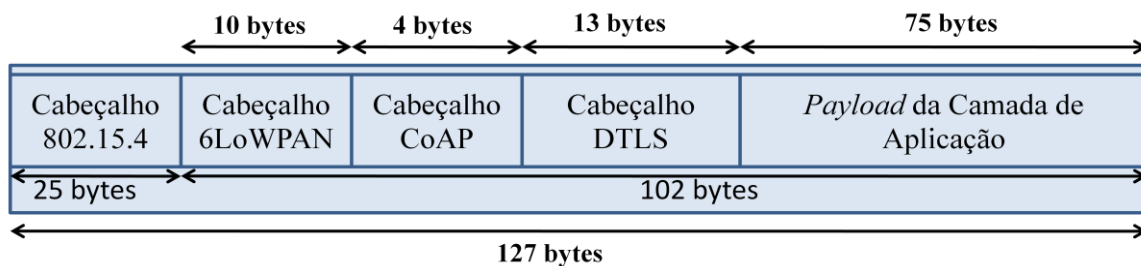 10 bytes
4 bytes
13 bytes
75 bytes
Cabeçalho
802.15.4
Cabeçalho
6LoWPAN
Cabeçalho
CoAP
Cabeçalho
DTLS
Payload da Camada de
Aplicação
25 bytes
102 bytes
127 bytes